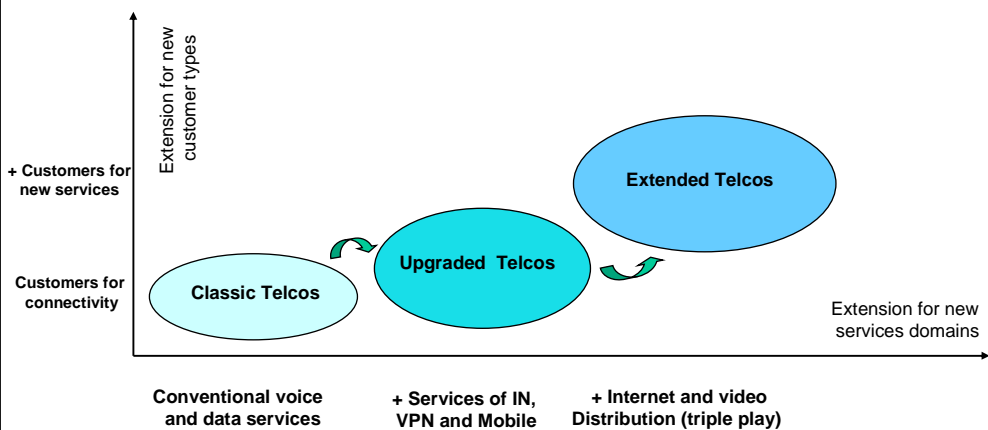 Extension for new
customer types
+ Customers for
new services
Customers for
connectivity
Classic Telcos
Upgraded Telcos
Extended Telcos
Extension for new
services domains
Conventional voice
and data services
+ Services of IN,
VPN and Mobile
+ Internet and video
Distribution (triple play)